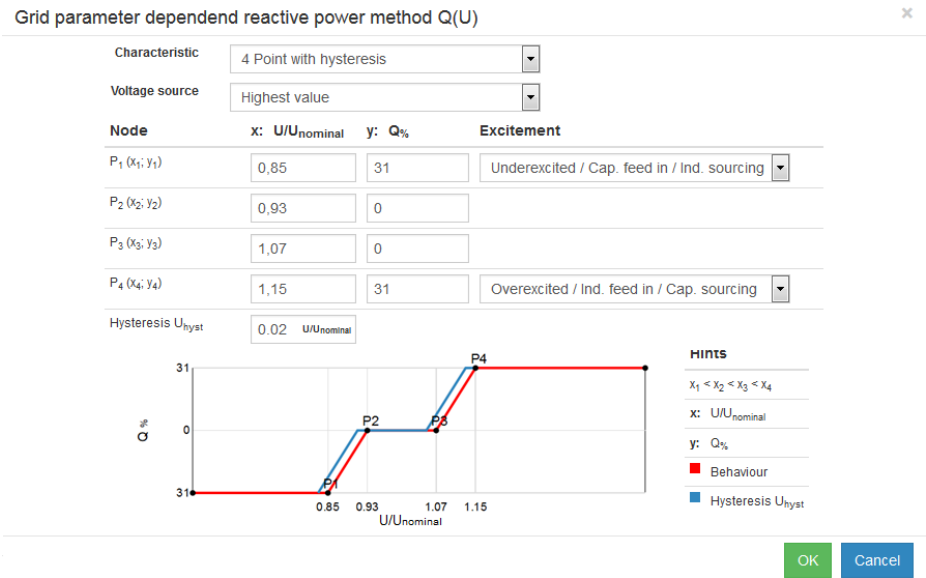 Grid parameter dependend reactive power method Q(U) ×
Characteristic 4 Point with hysteresis
Voltage source Highest value
Node x: U/Unominal y: Q% Excitement
P1 (x1; y1) 0,85 31 Underexcited / Cap. feed in / Ind. sourcing
P2 (x2; y2) 0,93 0
P3 (x3; y3) 1,07 0
P4 (x4; y4) 1,15 31 Overexcited / Ind. feed in / Cap. sourcing
Hysteresis Uhyst 0.02 U/Unominal
Hints
x1 < x2 < x3 < x4
x: U/Unominal
y: Q%
Behaviour
Hysteresis Uhyst
P4
31
P2 P3
0
Q %
P1
31
0.85 0.93 1.07 1.15
U/Unominal
OK Cancel